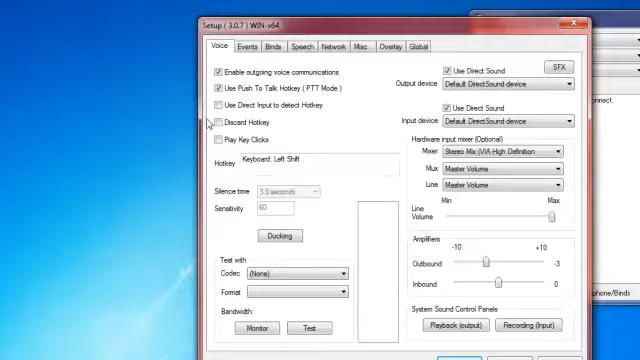 Setup ( 3.0.7 ) WIN-x64
Voice Events Binds Speech Network Misc. Overlay Global
Enable outgoing voice communications
Use Push To Talk Hotkey ( PTT Mode )
Use Direct Input to detect Hotkey
Discard Hotkey
Play Key Clicks
Hotkey Keyboard: Left Shift
Silence time 3.0 seconds
Sensitivity 60
Ducking
Test with
Codec (None)
Format
Bandwidth:
Monitor Test
Use Direct Sound SFX
Output device Default DirectSound device
Use Direct Sound
Input device Default DirectSound device
Hardware input mixer (Optional)
Mixer Stereo Mix (VIA High Definition
Mux Master Volume
Line Master Volume
Min Max
Line
Volume
Amplifiers
-10 +10
Outbound -3
Inbound 0
System Sound Control Panels
Playback (output) Recording (Input)
onnect.
phone/Binds